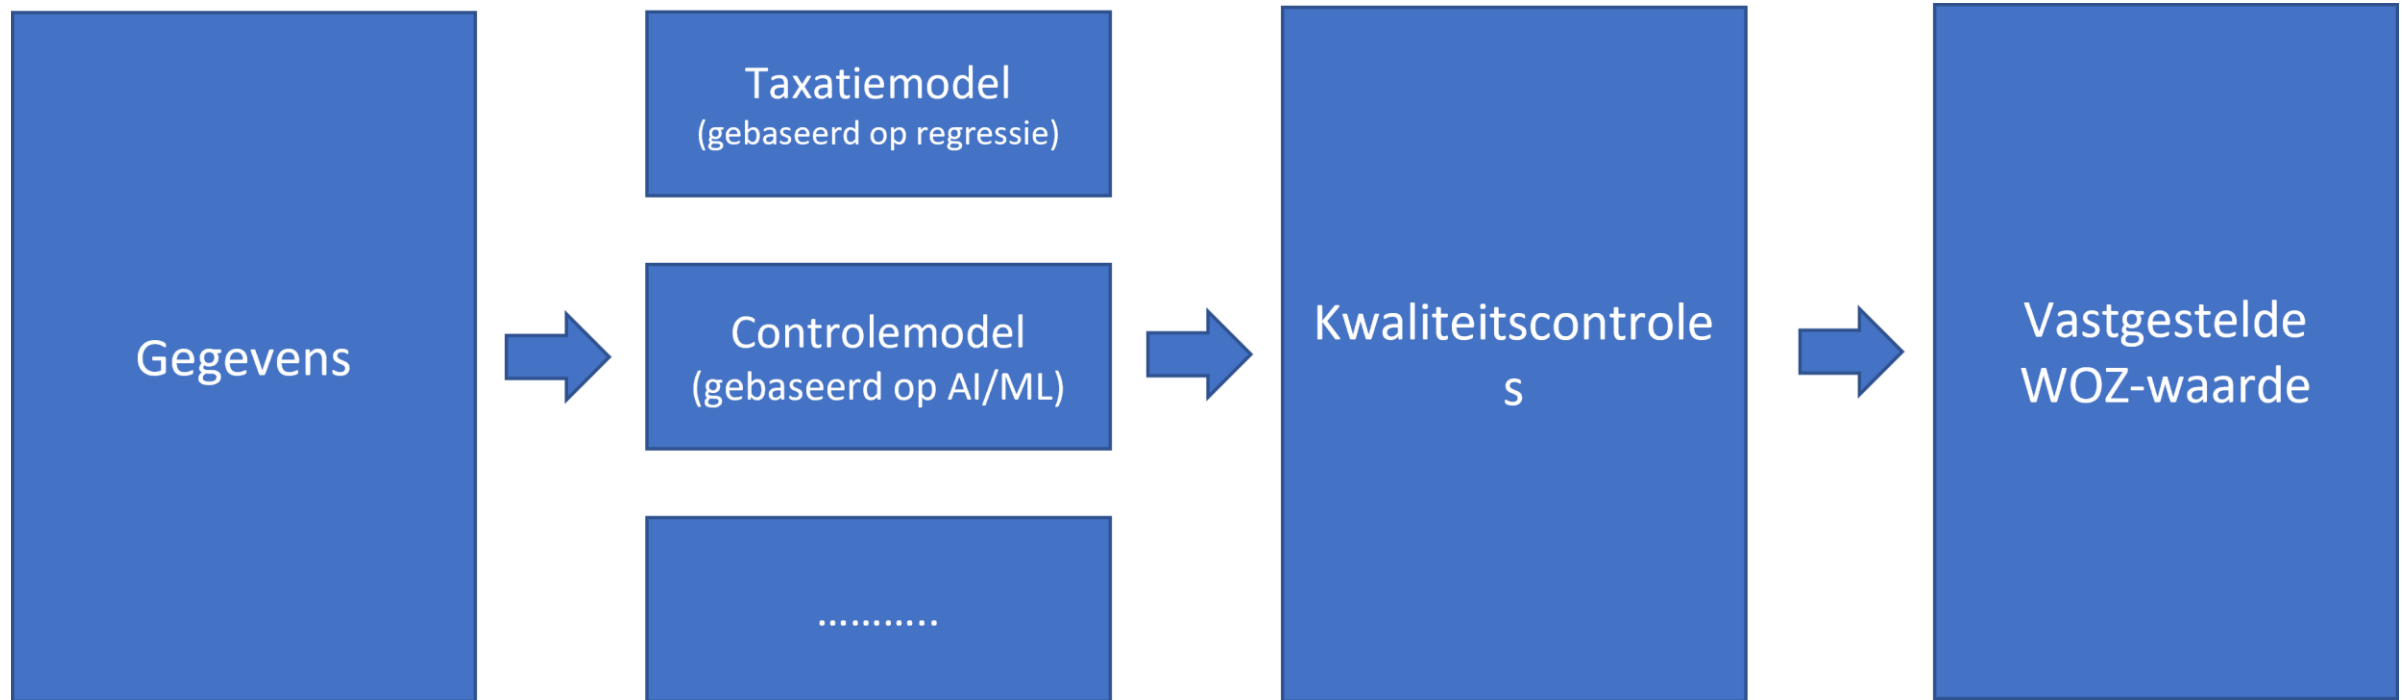 Gegevens
Taxatiemodel
(gebaseerd op regressie)
Controlemodel
(gebaseerd op AI/ML)
………..
Kwaliteitscontrole
s
Vastgestelde
WOZ-waarde